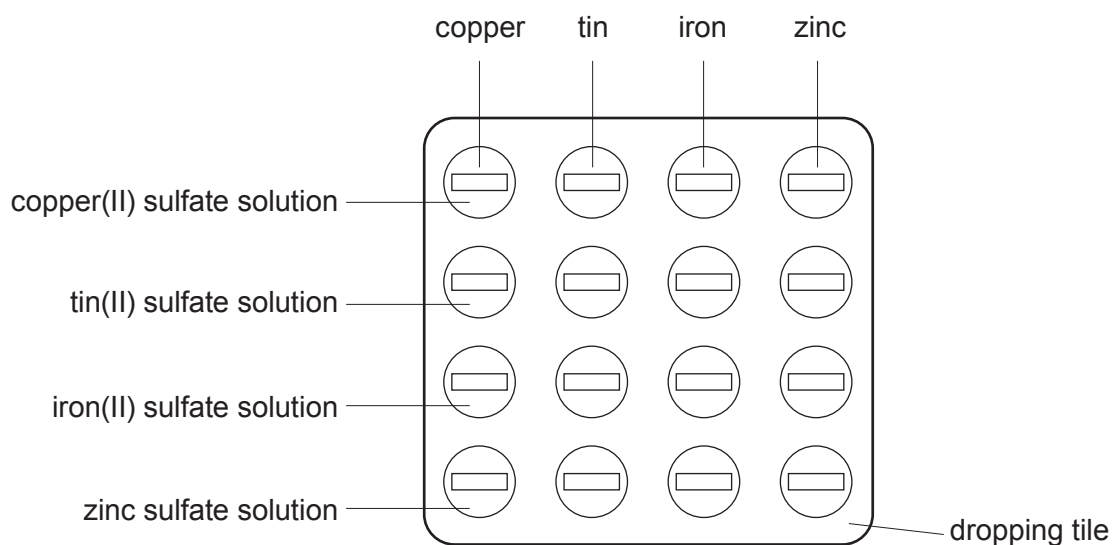 copper tin iron zinc
copper(II) sulfate solution
tin(II) sulfate solution
iron(II) sulfate solution
zinc sulfate solution
dropping tile